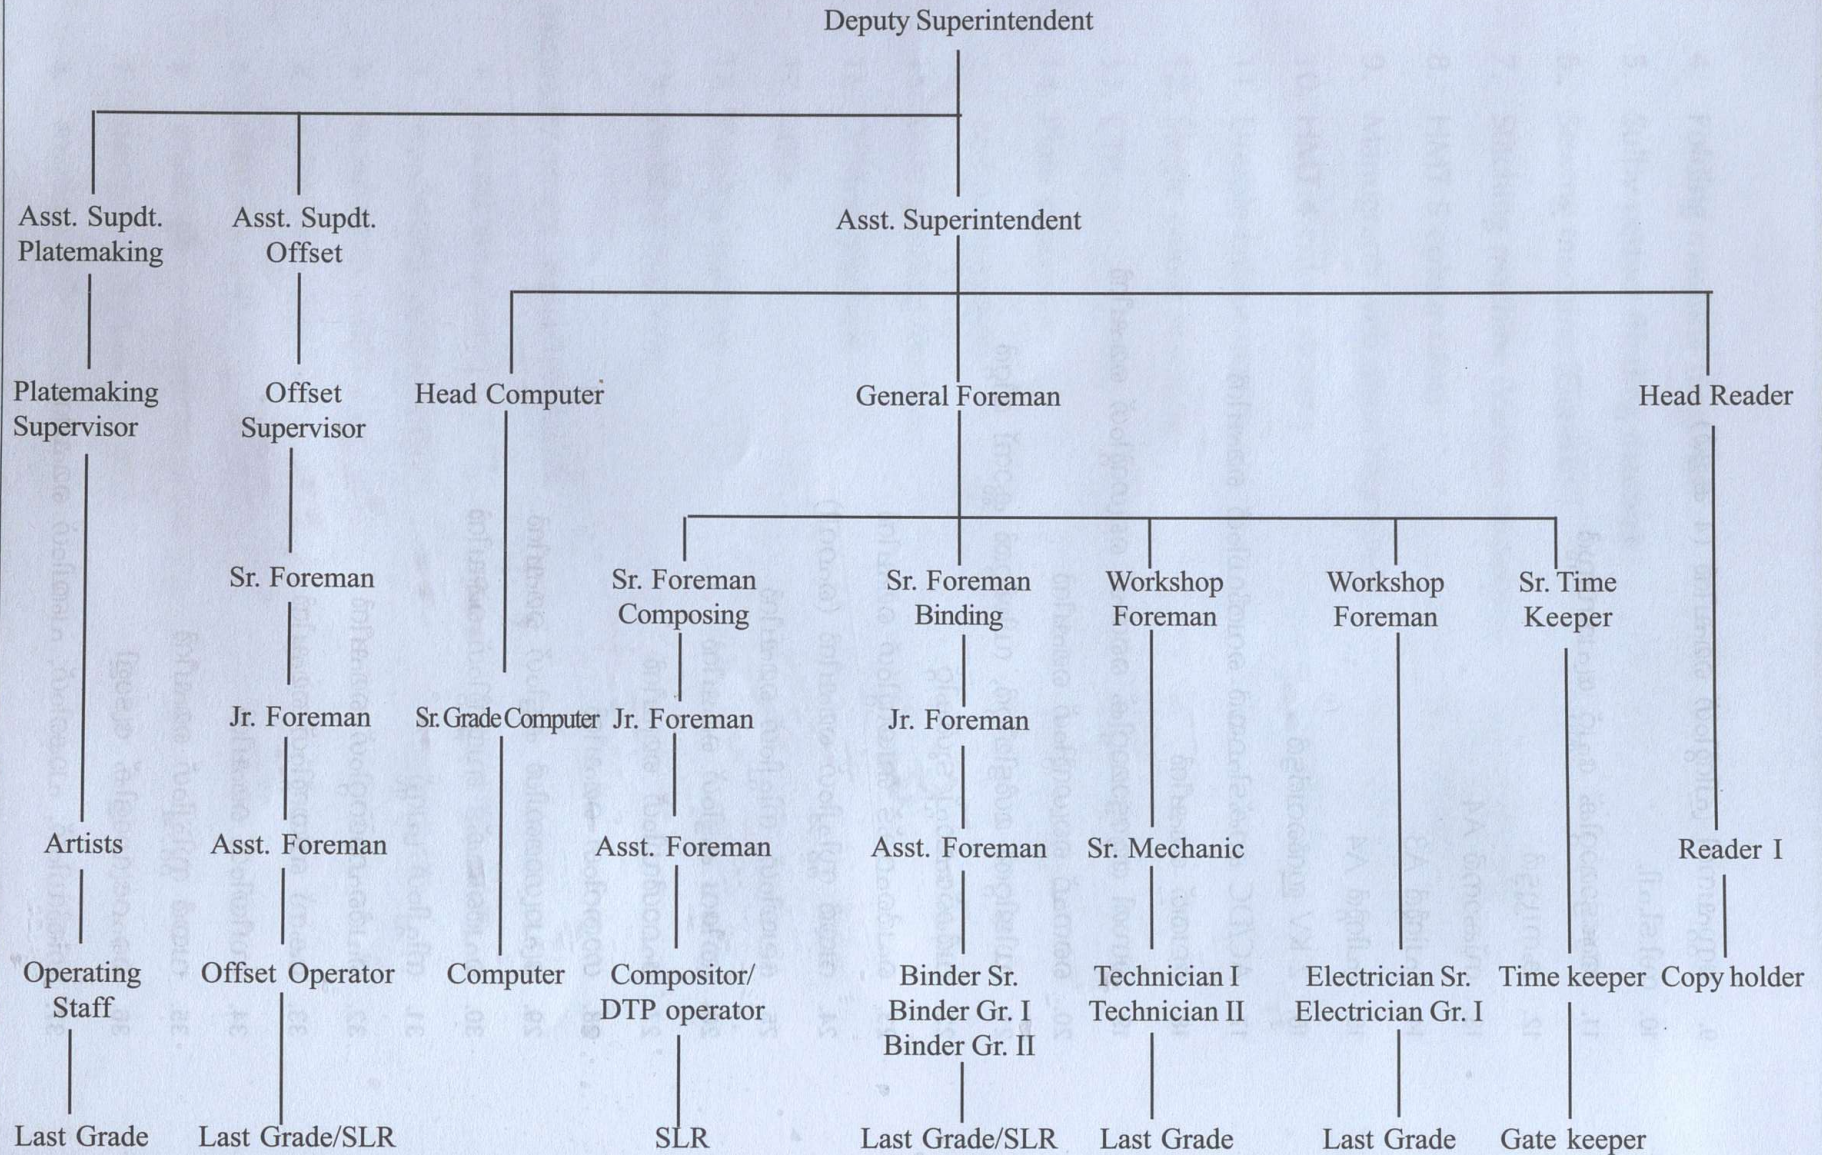 Deputy Superintendent
Asst. Supdt.
Platemaking
Asst. Supdt.
Offset
Asst. Superintendent
Platemaking
Supervisor
Offset
Supervisor
Head Computer
General Foreman
Head Reader
Sr. Foreman
Sr. Foreman
Composing
Sr. Foreman
Binding
Workshop
Foreman
Workshop
Foreman
Sr. Time
Keeper
Jr. Foreman
Sr. Grade Computer
Jr. Foreman
Jr. Foreman
Artists
Asst. Foreman
Asst. Foreman
Asst. Foreman
Sr. Mechanic
Reader I
Operating
Staff
Offset Operator
Computer
Compositor/
DTP operator
Binder Sr.
Binder Gr. I
Binder Gr. II
Technician I
Technician II
Electrician Sr.
Electrician Gr. I
Time keeper
Copy holder
Last Grade
Last Grade/SLR
SLR
Last Grade/SLR
Last Grade
Last Grade
Gate keeper